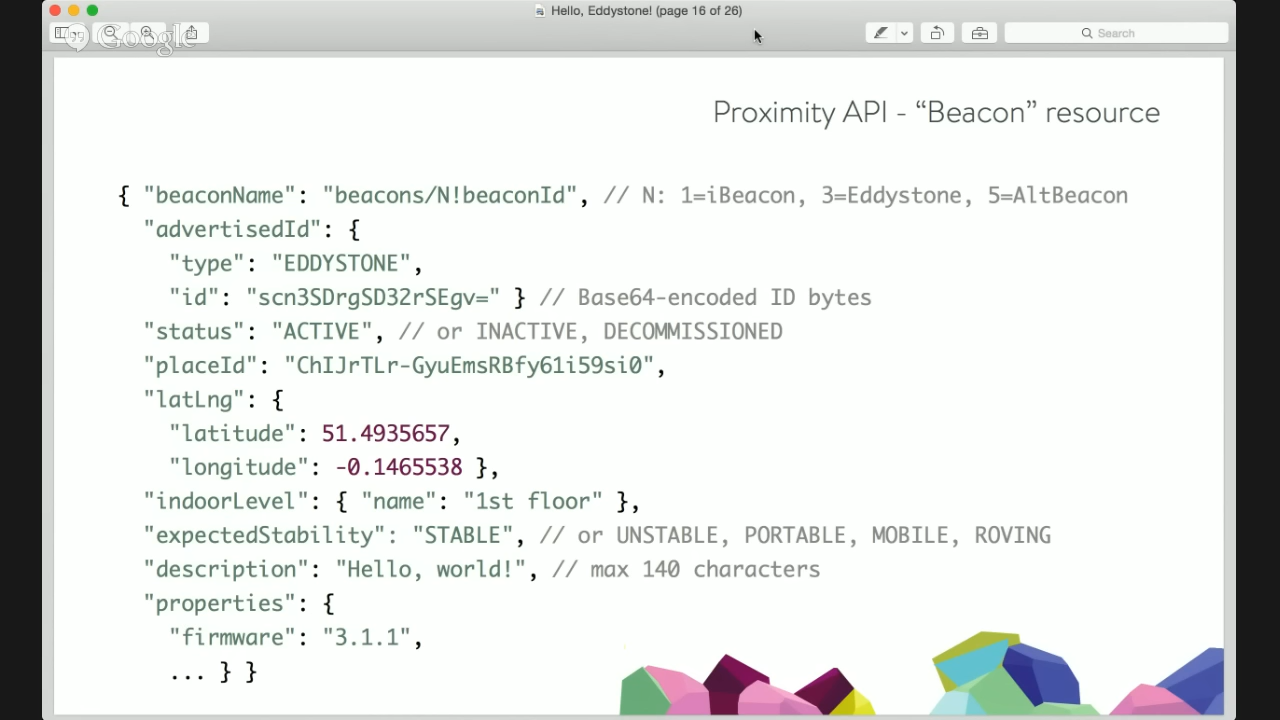 Hello, Eddystone! (page 16 of 26)
Google
Search
Proximity API - “Beacon” resource
{ "beaconName": "beacons/N!beaconId", // N: 1=iBeacon, 3=Eddystone, 5=AltBeacon
"advertisedId": {
"type": "EDDYSTONE",
"id": "scn3SDrgSD32rSEgv=" } // Base64-encoded ID bytes
"status": "ACTIVE", // or INACTIVE, DECOMMISSIONED
"placeId": "ChIJrTLr-GyuEmsRBfy61i59si0",
"latLng": {
"latitude": 51.4935657,
"longitude": -0.1465538 },
"indoorLevel": { "name": "1st floor" },
"expectedStability": "STABLE", // or UNSTABLE, PORTABLE, MOBILE, ROVING
"description": "Hello, world!", // max 140 characters
"properties": {
"firmware": "3.1.1",
... } }